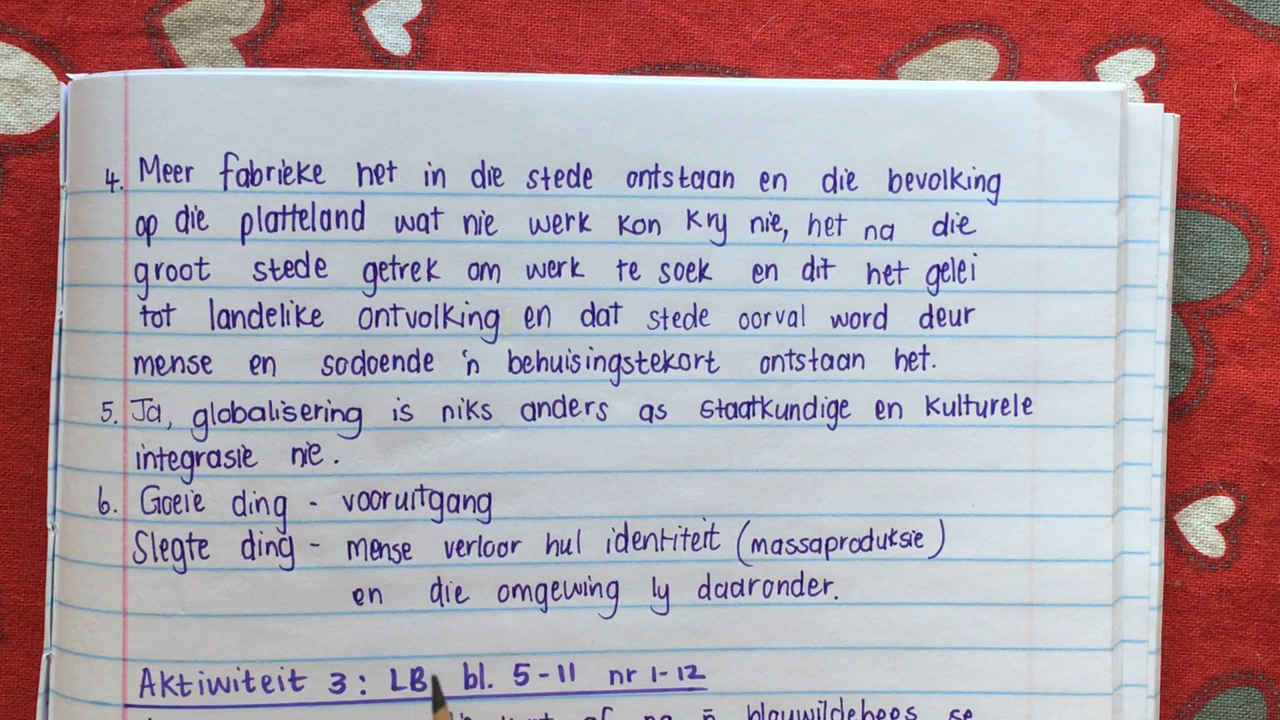 4. Meer fabrieke het in die stede ontstaan en die bevolking
op die platteland wat nie werk kon kry nie, het na die
groot stede getrek om werk te soek en dit het gelei
tot landelike ontvolking en dat stede oorval word deur
mense en sodoende 'n behuisingstekort ontstaan het.
5. Ja, globalisering is niks anders as staatkundige en kulturele
integrasie nie.
6. Goeie ding - vooruitgang
Slegte ding - mense verloor hul identiteit (massaproduksie)
en die omgewing ly daaronder.
Aktiwiteit 3: LB bl. 5-11 nr 1-12
af na 'n blouwildebees se